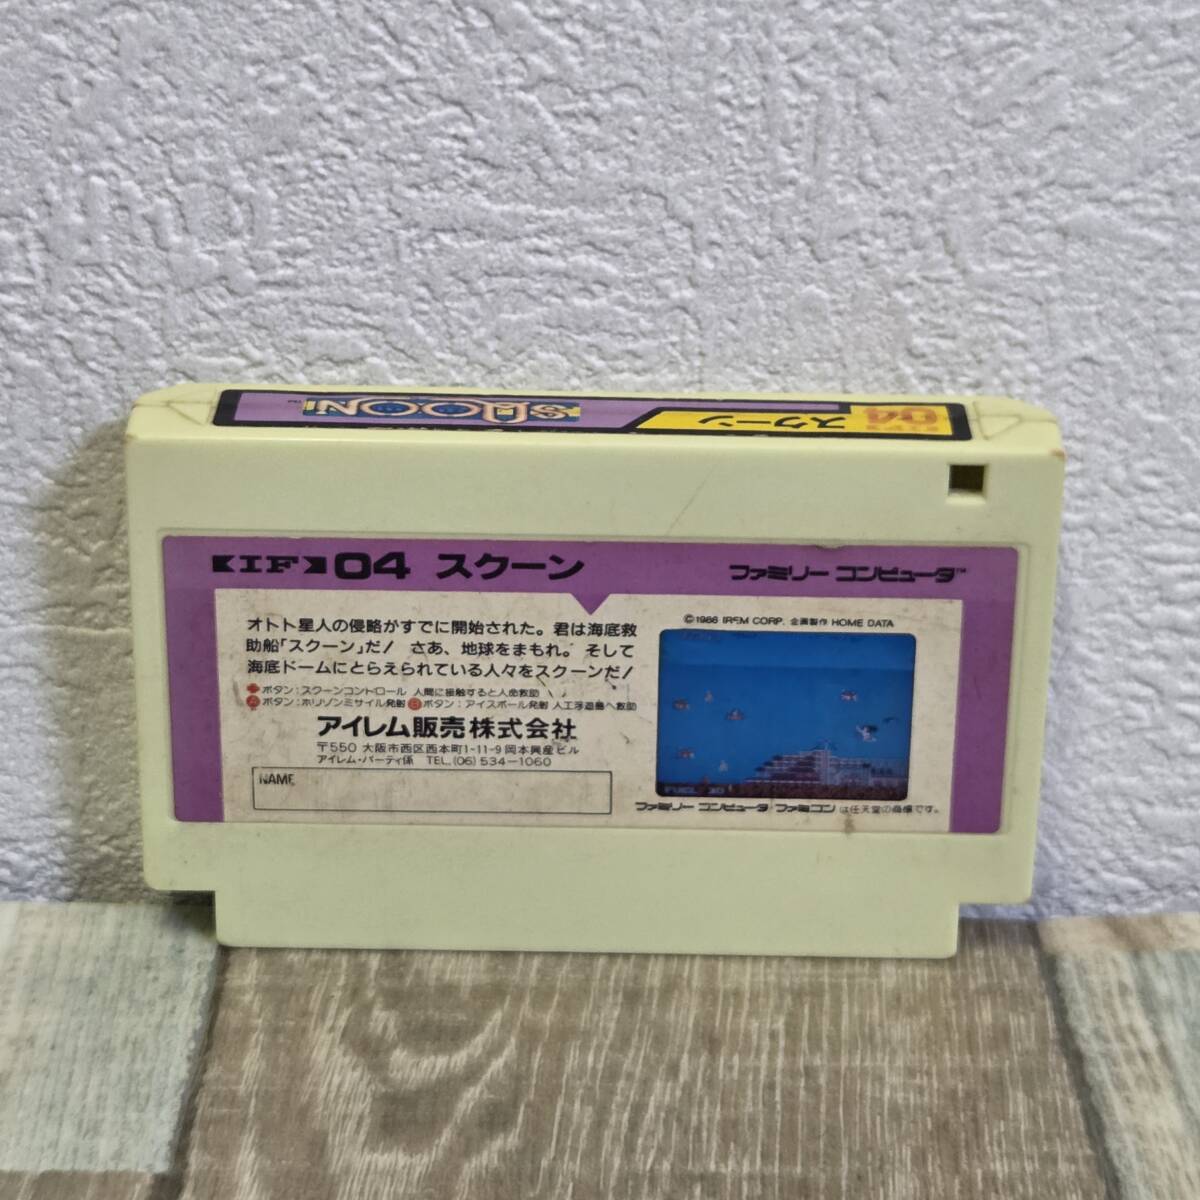 SQOON TM
スクーン
04
【IF】04 スクーン
ファミリー コンピュータ™
オトト星人の侵略がすでに開始された。君は海底救
助船「スクーン」だ! さあ、地球をまもれ。そして
海底ドームにとらえられている人々をスクーンだ!
ボタン:スクーンコントロール 人間に接触すると人命救助
Ⓐボタン:ホリゾンミサイル発射 Ⓑボタン:アイスボール発射 人工浮遊島へ救助
アイレム販売株式会社
〒550 大阪市西区西本町1-11-9 岡本興産ビル
アイレム・パーティ係 TEL.(06)534-1060
NAME
©1986 IREM CORP. 企画製作 HOME DATA
FUEL 30
ファミリー コンピュータ・ファミコン は任天堂の商標です。